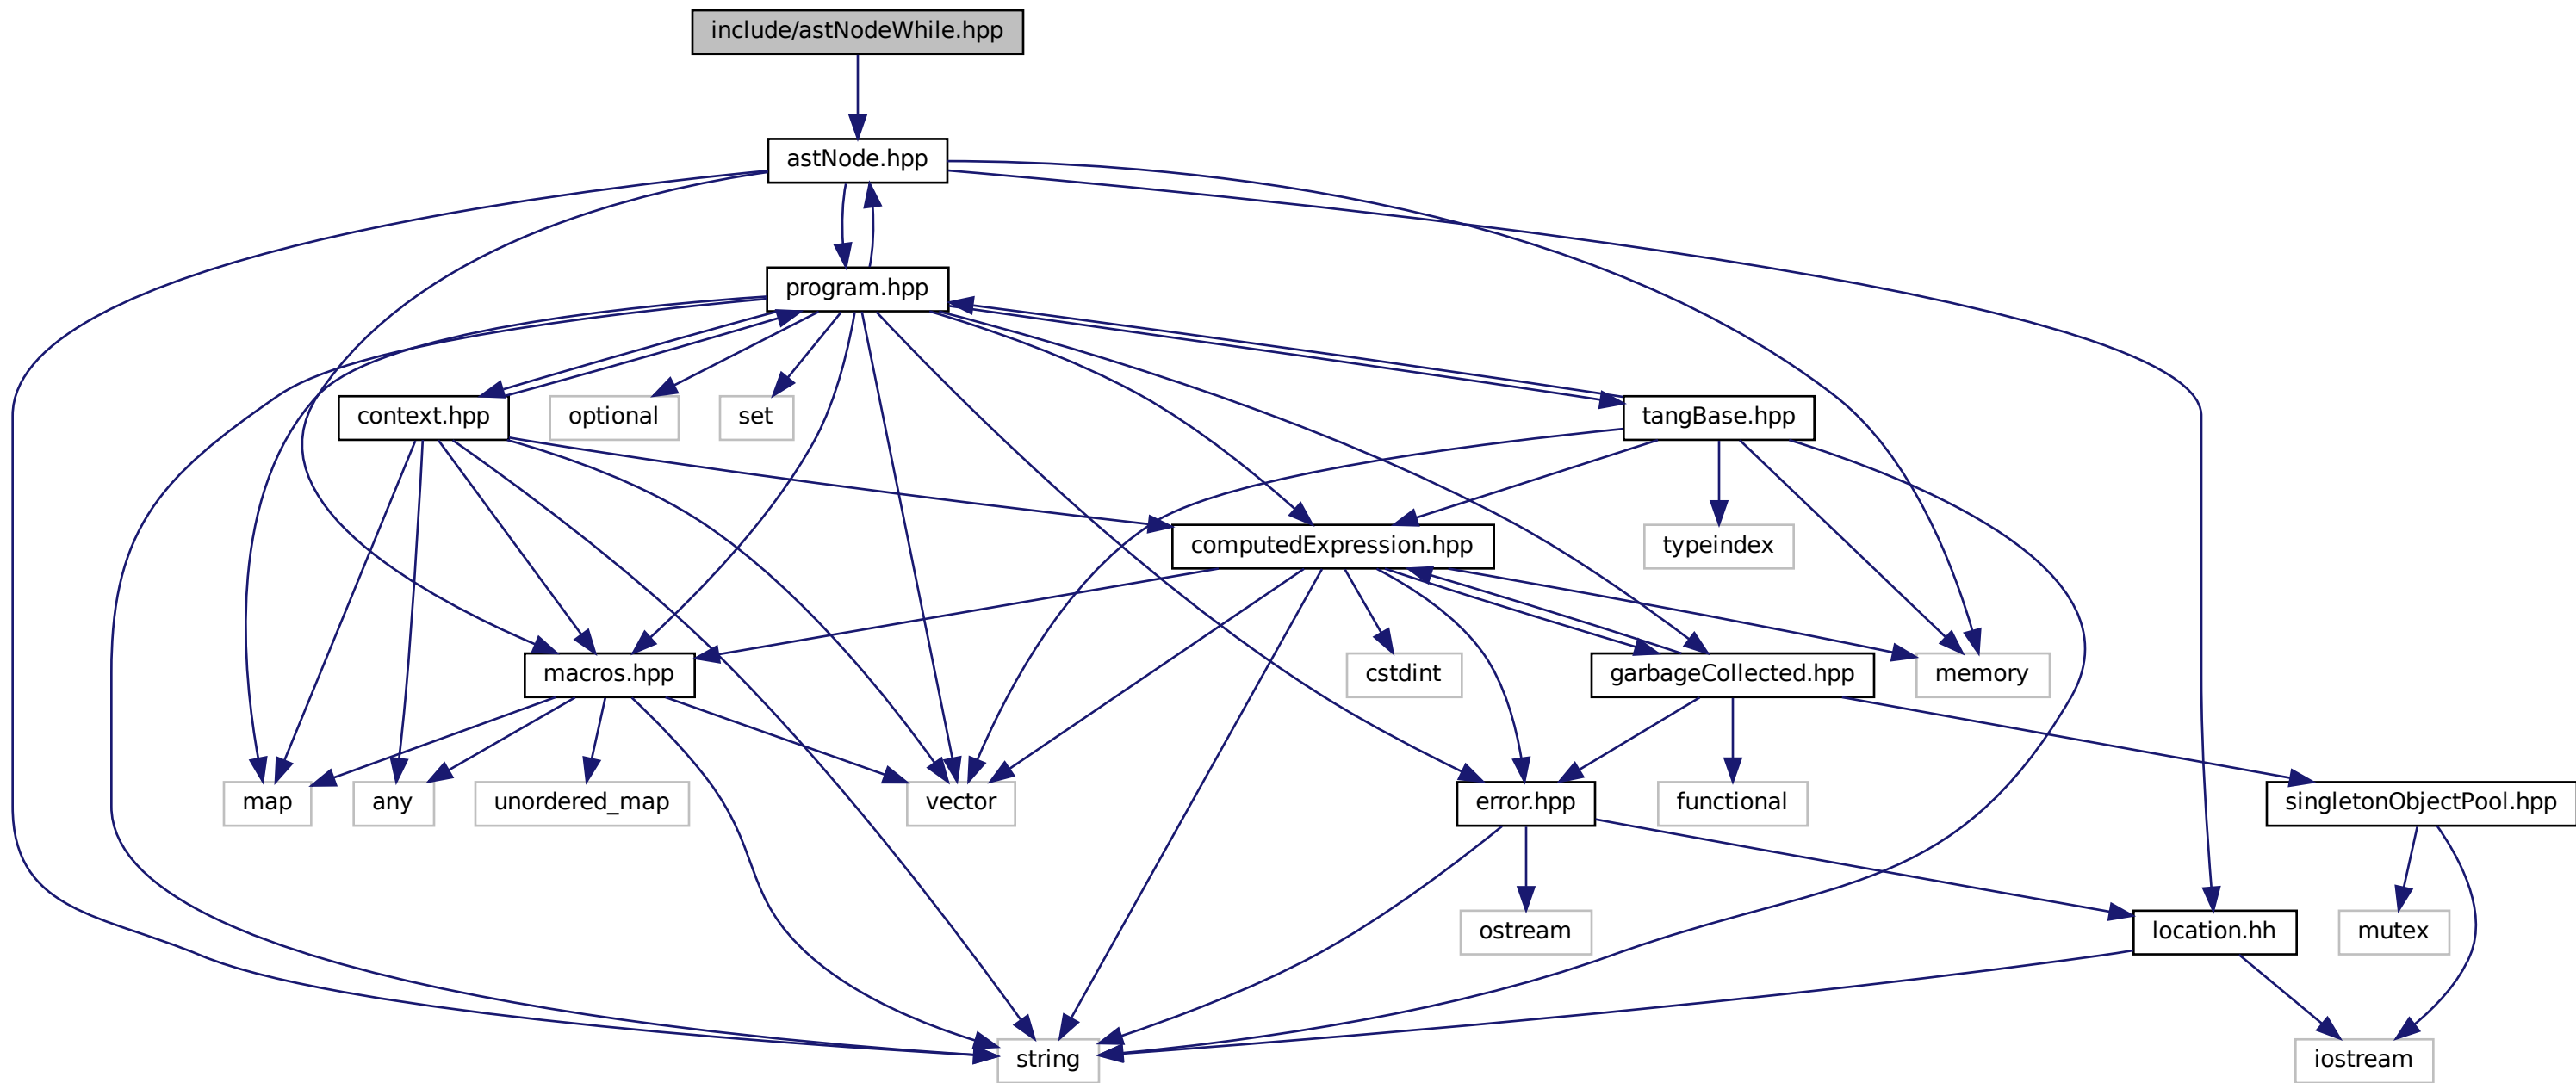 include/astNodeWhile.hpp
astNode.hpp
program.hpp
context.hpp
optional
set
tangBase.hpp
computedExpression.hpp
typeindex
macros.hpp
cstdint
garbageCollected.hpp
memory
map
any
unordered_map
vector
error.hpp
functional
singletonObjectPool.hpp
ostream
location.hh
mutex
string
iostream